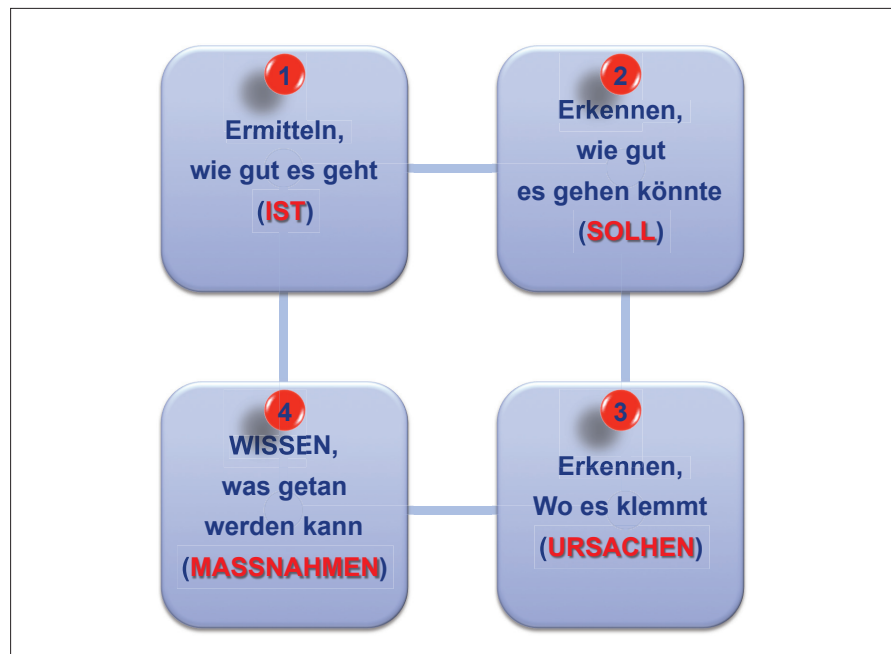 1
Ermitteln,
wie gut es geht
(IST)
2
Erkennen,
wie gut
es gehen könnte
(SOLL)
3
Erkennen,
Wo es klemmt
(URSACHEN)
4
WISSEN,
was getan
werden kann
(MASSNAHMEN)